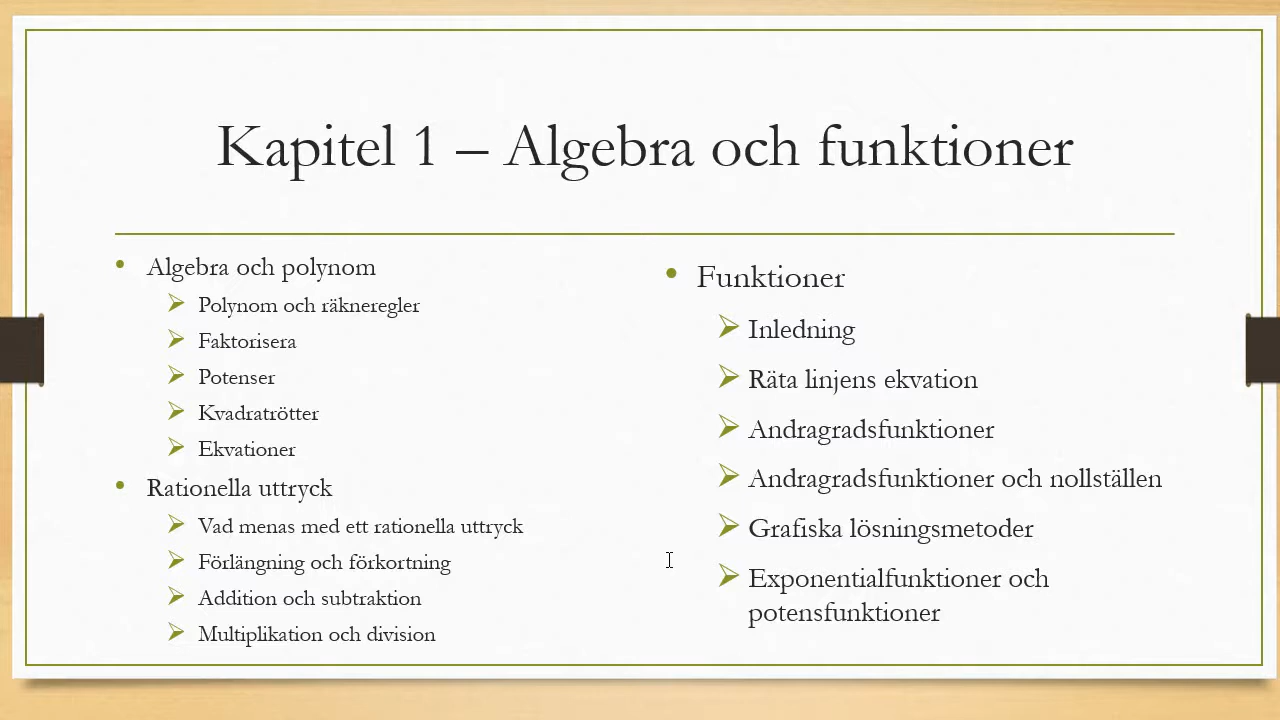 Kapitel 1 – Algebra och funktioner
Algebra och polynom
Polynom och räkneregler
Faktorisera
Potenser
Kvadratrötter
Ekvationer
Rationella uttryck
Vad menas med ett rationella uttryck
Förlängning och förkortning
Addition och subtraktion
Multiplikation och division
Funktioner
Inledning
Räta linjens ekvation
Andragradsfunktioner
Andragradsfunktioner och nollställen
Grafiska lösningsmetoder
Exponentialfunktioner och
potensfunktioner